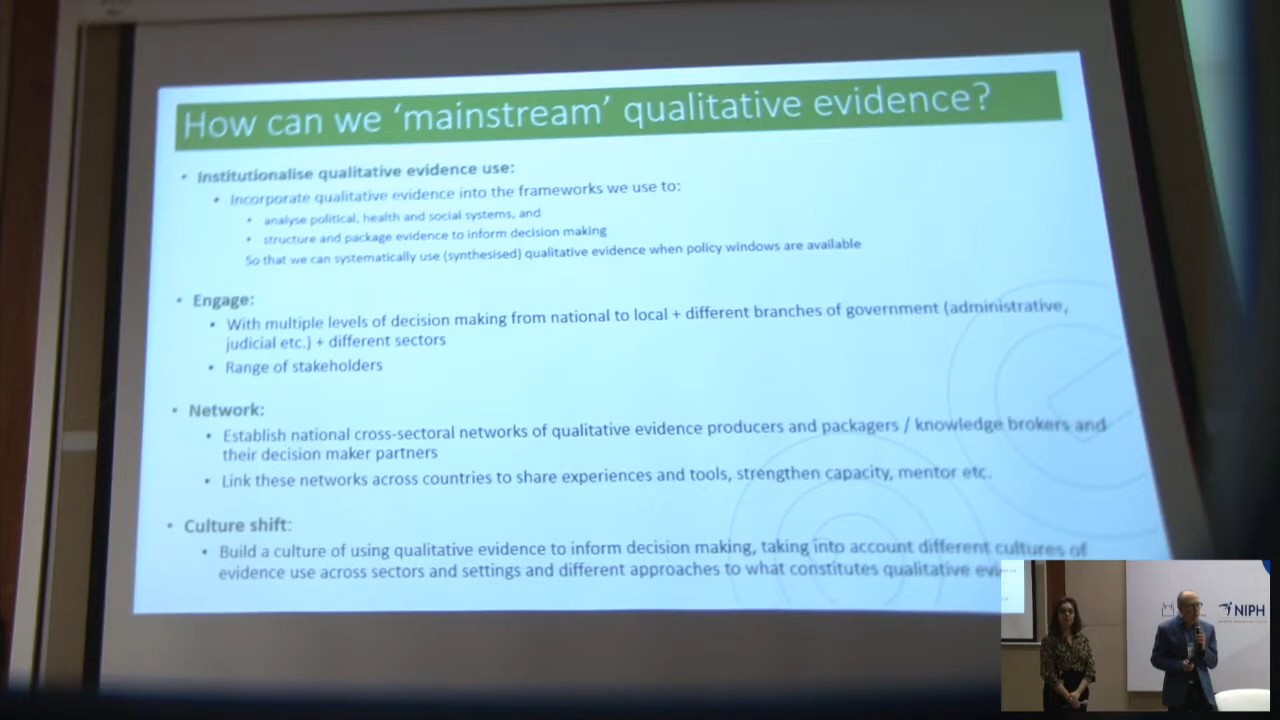 How can we 'mainstream' qualitative evidence?
• Institutionalise qualitative evidence use:
• Incorporate qualitative evidence into the frameworks we use to:
• analyse political, health and social systems, and
• structure and package evidence to inform decision making
So that we can systematically use (synthesised) qualitative evidence when policy windows are available
• Engage:
• With multiple levels of decision making from national to local + different branches of government (administrative,
judicial etc.) + different sectors
• Range of stakeholders
• Network:
• Establish national cross-sectoral networks of qualitative evidence producers and packagers / knowledge brokers and
their decision maker partners
• Link these networks across countries to share experiences and tools, strengthen capacity, mentor etc.
• Culture shift:
• Build a culture of using qualitative evidence to inform decision making, taking into account different cultures of
evidence use across sectors and settings and different approaches to what constitutes qualitative
NIPH